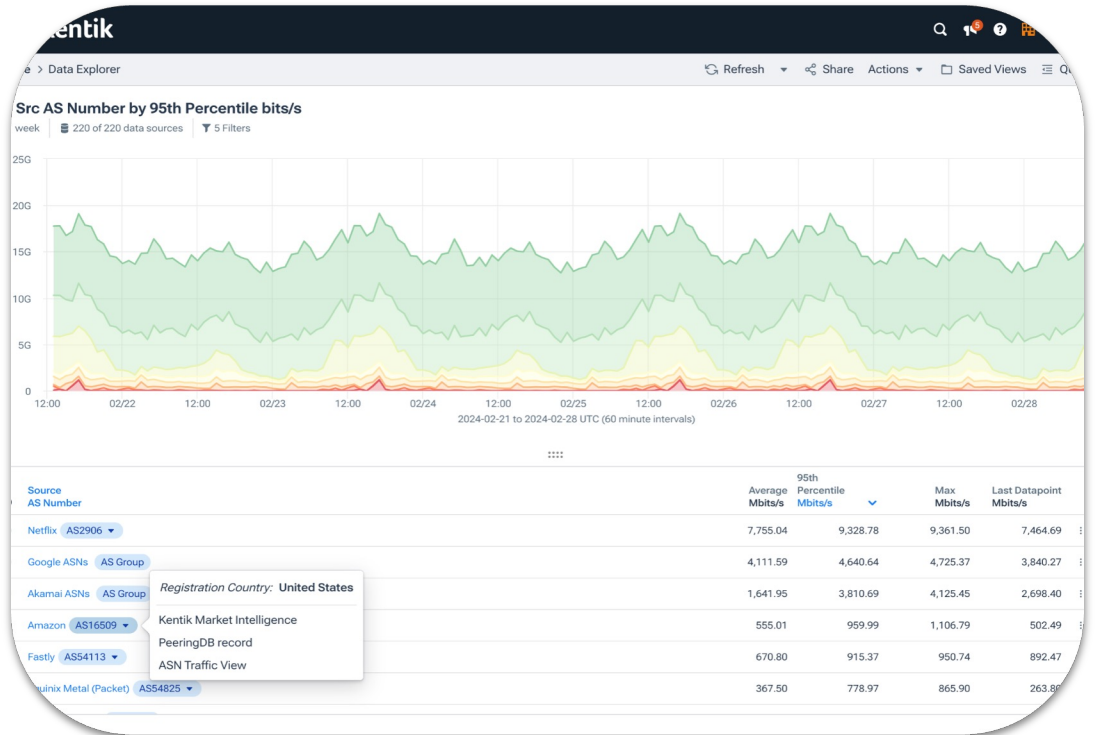 entik
5
e > Data Explorer
Refresh Share Actions Saved Views
Src AS Number by 95th Percentile bits/s
week 220 of 220 data sources 5 Filters
25G
20G
15G
10G
5G
0
12:00 02/22 12:00 02/23 12:00 02/24 12:00 02/25 12:00 02/26 12:00 02/27 12:00 02/28
2024-02-21 to 2024-02-28 UTC (60 minute intervals)
Source
AS Number
Average
Mbits/s
95th
Percentile
Mbits/s
Max
Mbits/s
Last Datapoint
Mbits/s
Netflix AS2906 7,755.04 9,328.78 9,361.50 7,464.69
Google ASNs AS Group 4,111.59 4,640.64 4,725.37 3,840.27
Akamai ASNs AS Group 1,641.95 3,810.69 4,125.45 2,698.40
Amazon AS16509 555.01 959.99 1,106.79 502.49
Fastly AS54113 670.80 915.37 950.74 892.47
quinix Metal (Packet) AS54825 367.50 778.97 865.90 263.80
Registration Country: United States
Kentik Market Intelligence
PeeringDB record
ASN Traffic View